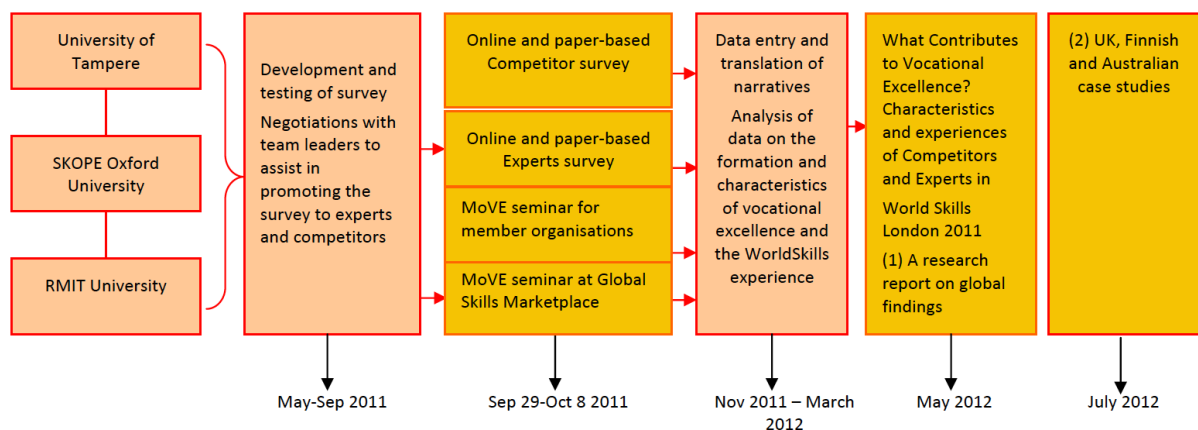 University of
Tampere
SKOPE Oxford
University
RMIT University
Development and
testing of survey
Negotiations with
team leaders to
assist in
promoting the
survey to experts
and competitors
Online and paper-based
Competitor survey
Online and paper-based
Experts survey
MoVE seminar for
member organisations
MoVE seminar at Global
Skills Marketplace
Data entry and
translation of
narratives
Analysis of
data on the
formation and
characteristics
of vocational
excellence and
the WorldSkills
experience
What Contributes
to Vocational
Excellence?
Characteristics
and experiences
of Competitors
and Experts in
World Skills
London 2011
(1) A research
report on global
findings
(2) UK, Finnish
and Australian
case studies
May-Sep 2011
Sep 29-Oct 8 2011
Nov 2011 – March
2012
May 2012
July 2012